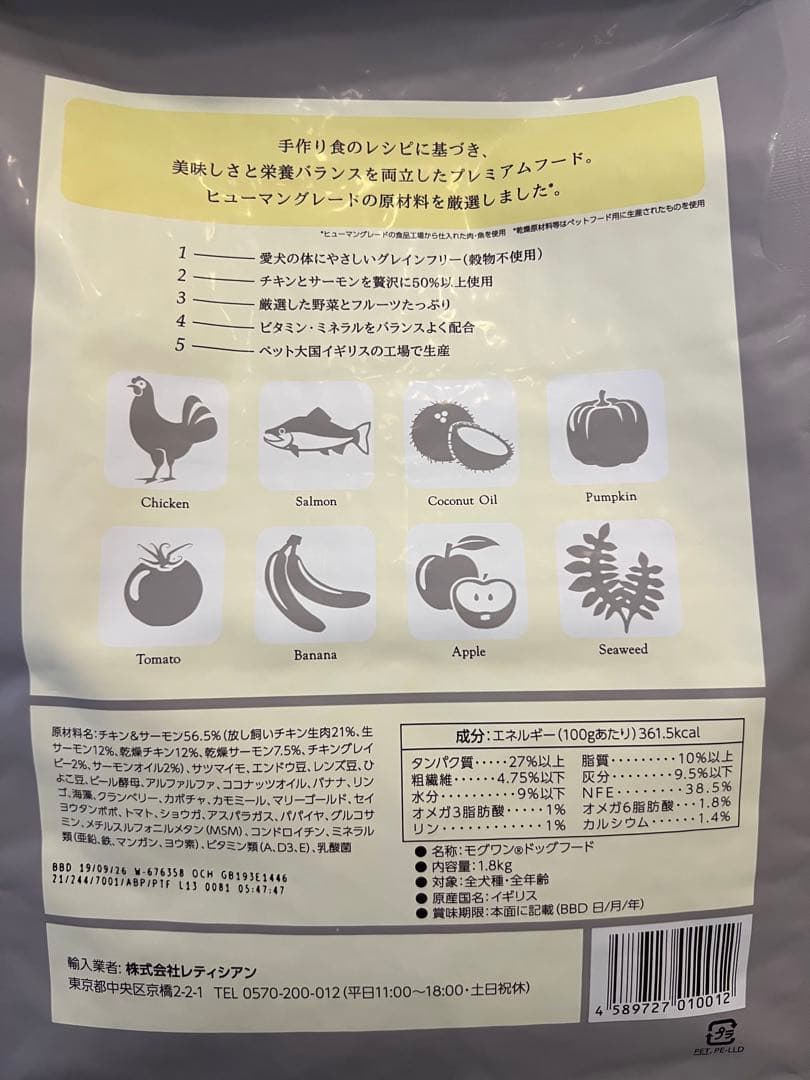 手作り食のレシピに基づき、
美味しさと栄養バランスを両立したプレミアムフード。
ヒューマングレードの原材料を厳選しました*。
*ヒューマングレードの食品工場から仕入れた肉・魚を使用 *乾燥原材料等はペットフード用に生産されたものを使用
1 愛犬の体にやさしいグレインフリー(穀物不使用)
2 チキンとサーモンを贅沢に50%以上使用
3 厳選した野菜とフルーツたっぷり
4 ビタミン・ミネラルをバランスよく配合
5 ペット大国イギリスの工場で生産
Chicken Salmon Coconut Oil Pumpkin
Tomato Banana Apple Seaweed
原材料名:チキン&サーモン56.5%(放し飼いチキン生肉21%、生
サーモン12%、乾燥チキン12%、乾燥サーモン7.5%、チキングレイ
ビー2%、サーモンオイル2%)、サツマイモ、エンドウ豆、レンズ豆、ひ
よこ豆、ビール酵母、アルファルファ、ココナッツオイル、バナナ、リン
ゴ、海藻、クランベリー、カボチャ、カモミール、マリーゴールド、セイ
ヨウタンポポ、トマト、ショウガ、アスパラガス、パパイヤ、グルコサ
ミン、メチルスルフォニルメタン(MSM)、コンドロイチン、ミネラル
類(亜鉛、鉄、マンガン、ヨウ素)、ビタミン類(A、D3、E)、乳酸菌
BBD 19/09/26 W-676358 OCH GB193E1446
21/244/7001/ABP/PTF L13 0081 05:47:47
成分:エネルギー(100gあたり)361.5kcal
タンパク質‥‥‥27%以上 脂質‥‥‥‥‥10%以上
粗繊維‥‥‥4.75%以下 灰分‥‥‥‥‥9.5%以下
水分‥‥‥‥‥‥9%以下 NFE‥‥‥‥‥‥38.5%
オメガ3脂肪酸‥‥‥1% オメガ6脂肪酸‥‥1.8%
リン‥‥‥‥‥‥‥1% カルシウム‥‥‥‥1.4%
● 名称:モグワン®ドッグフード
● 内容量:1.8kg
● 対象:全犬種・全年齢
● 原産国名:イギリス
● 賞味期限:本面に記載(BBD 日/月/年)
輸入業者:株式会社レティシアン
東京都中央区京橋2-2-1 TEL 0570-200-012(平日11:00〜18:00・土日祝休)
4 589727 010012
プラ
PET, PE-LLD